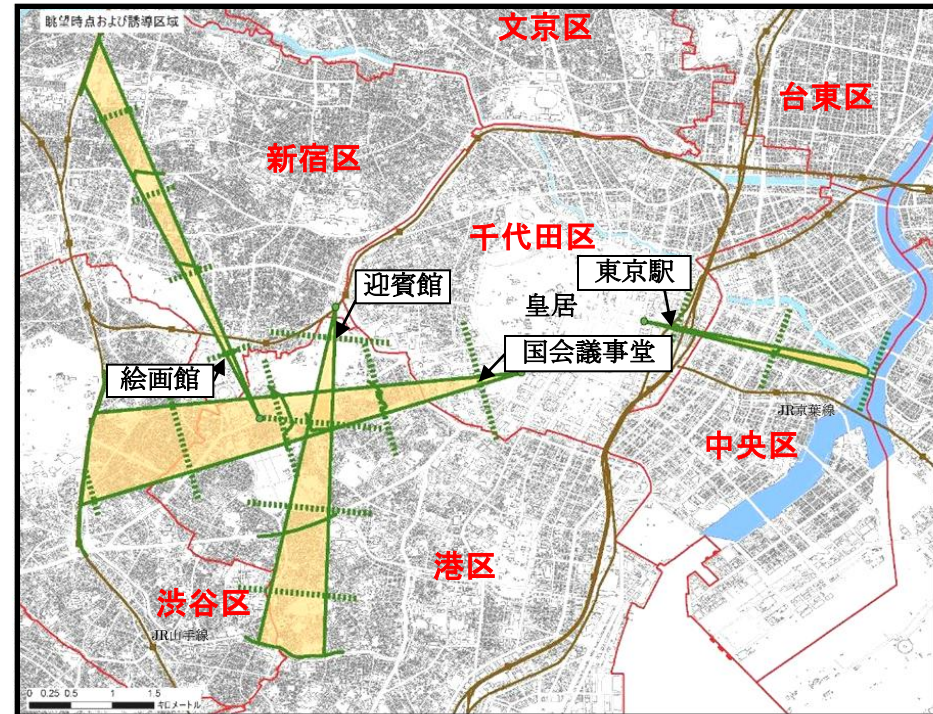 眺望時点および誘導区域
文京区
台東区
新宿区
千代田区
迎賓館
東京駅
皇居
国会議事堂
絵画館
JR京葉線
中央区
港区
渋谷区
JR山手線
0 0.25 0.5 1 1.5
キロメートル